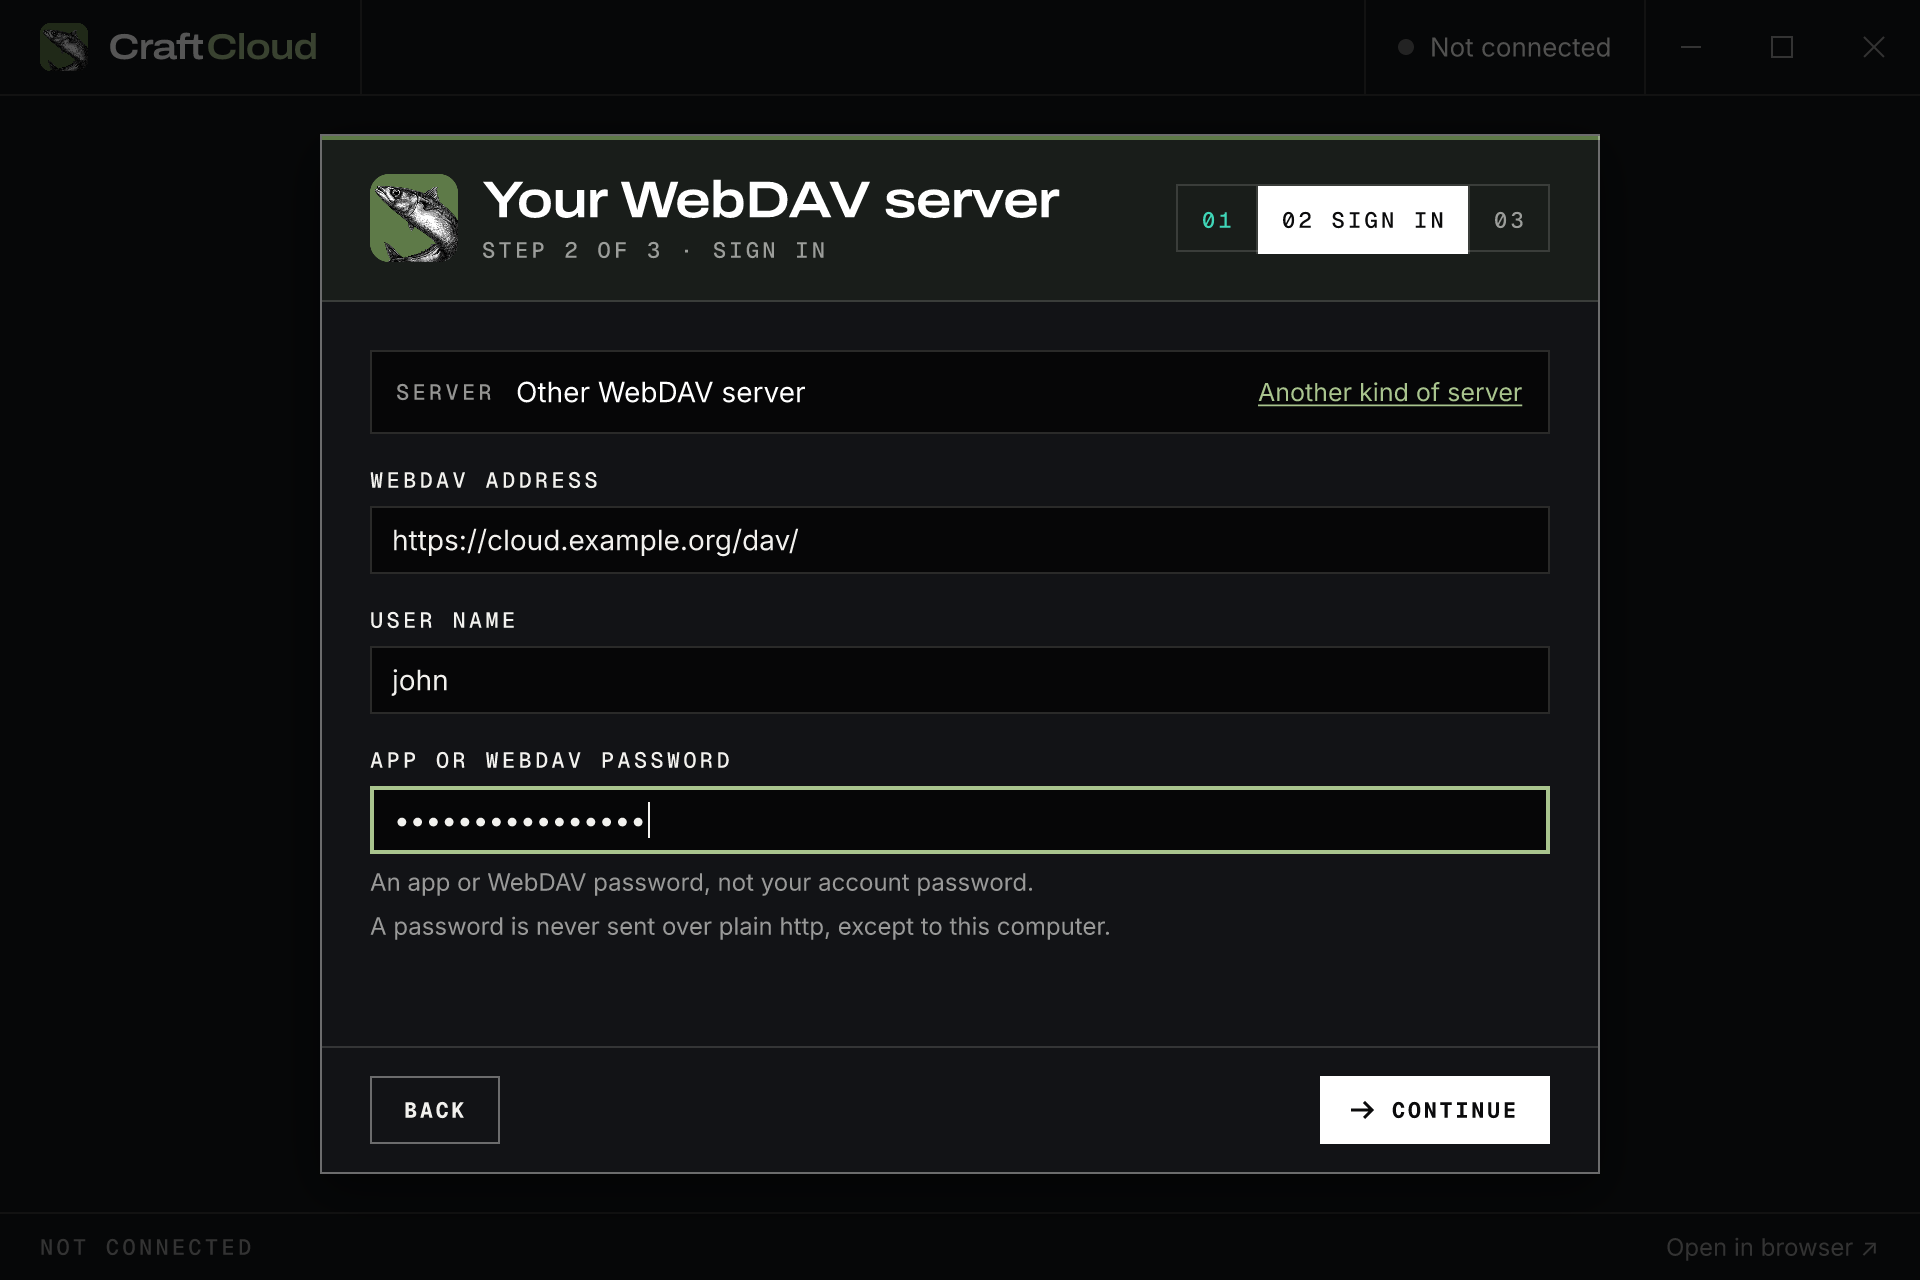 CraftCloud
Not connected
Your WebDAV server
STEP 2 OF 3 · SIGN IN
01
02 SIGN IN
03
SERVER Other WebDAV server
Another kind of server
WEBDAV ADDRESS
https://cloud.example.org/dav/
USER NAME
john
APP OR WEBDAV PASSWORD
••••••••••••••••
An app or WebDAV password, not your account password.
A password is never sent over plain http, except to this computer.
BACK
→ CONTINUE
NOT CONNECTED
Open in browser ↗